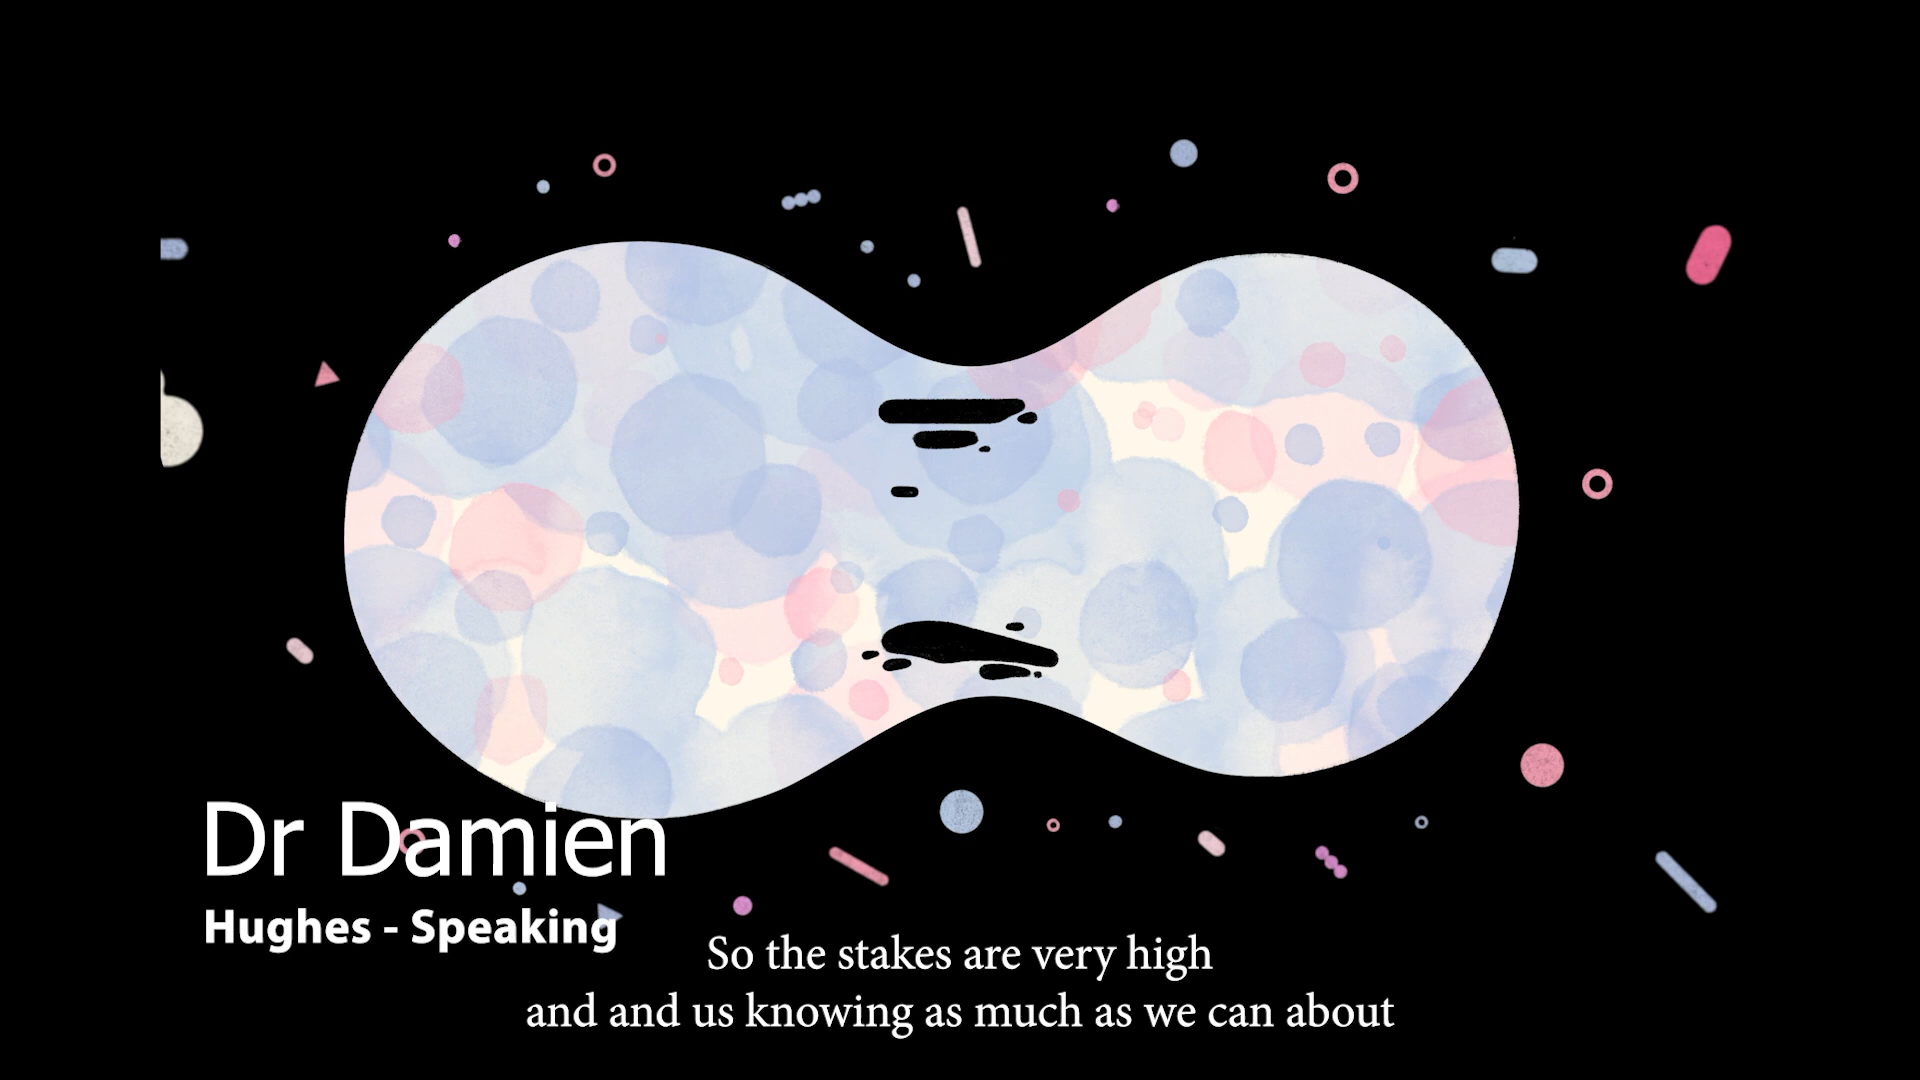 Dr Damien
Hughes - Speaking
So the stakes are very high
and and us knowing as much as we can about